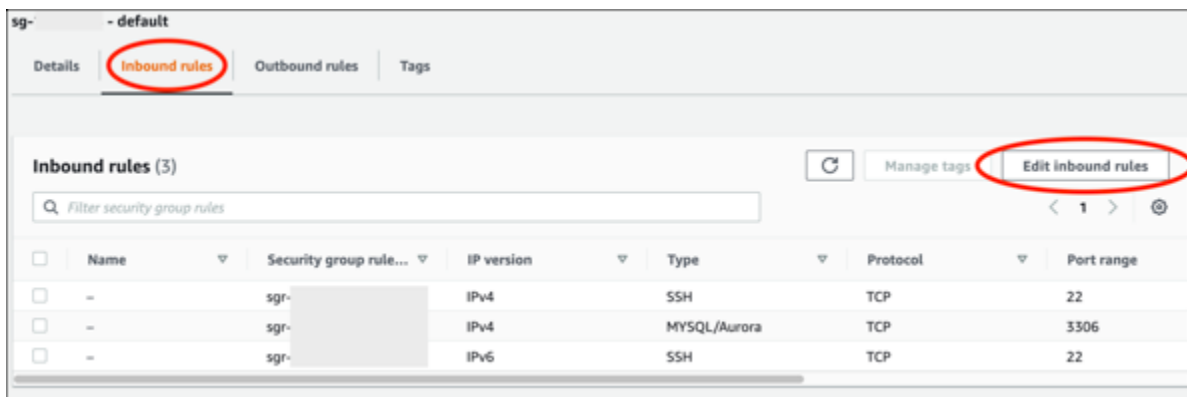 sg- - default
Details Inbound rules Outbound rules Tags
Inbound rules (3) Manage tags Edit inbound rules
Filter security group rules 1
Name Security group rule... IP version Type Protocol Port range
– sgr- IPv4 SSH TCP 22
– sgr- IPv4 MYSQL/Aurora TCP 3306
– sgr- IPv6 SSH TCP 22